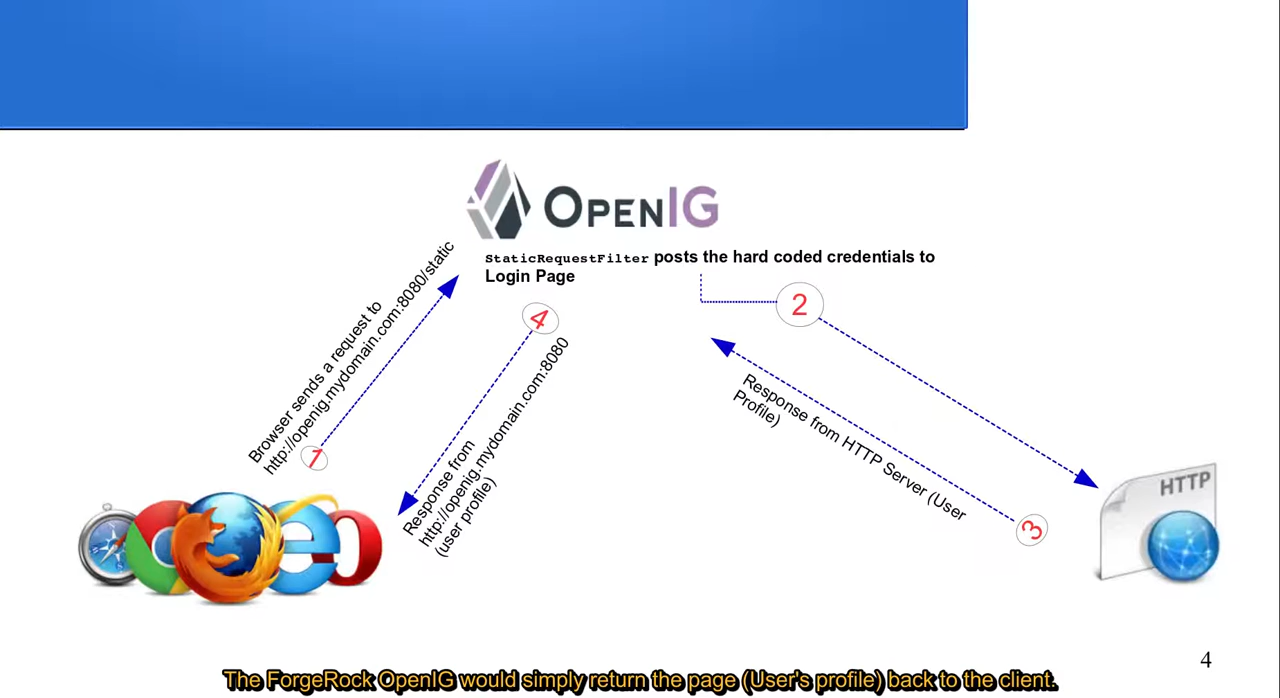 OPENIG
StaticRequestFilter posts the hard coded credentials to
Login Page
Browser sends a request to
http://openig.mydomain.com:8080/static
1
4
2
Response from
http://openig.mydomain.com:8080
(user profile)
Response from HTTP Server (User
Profile)
3
HTTP
4
The ForgeRock OpenIG would simply return the page (User's profile) back to the client.